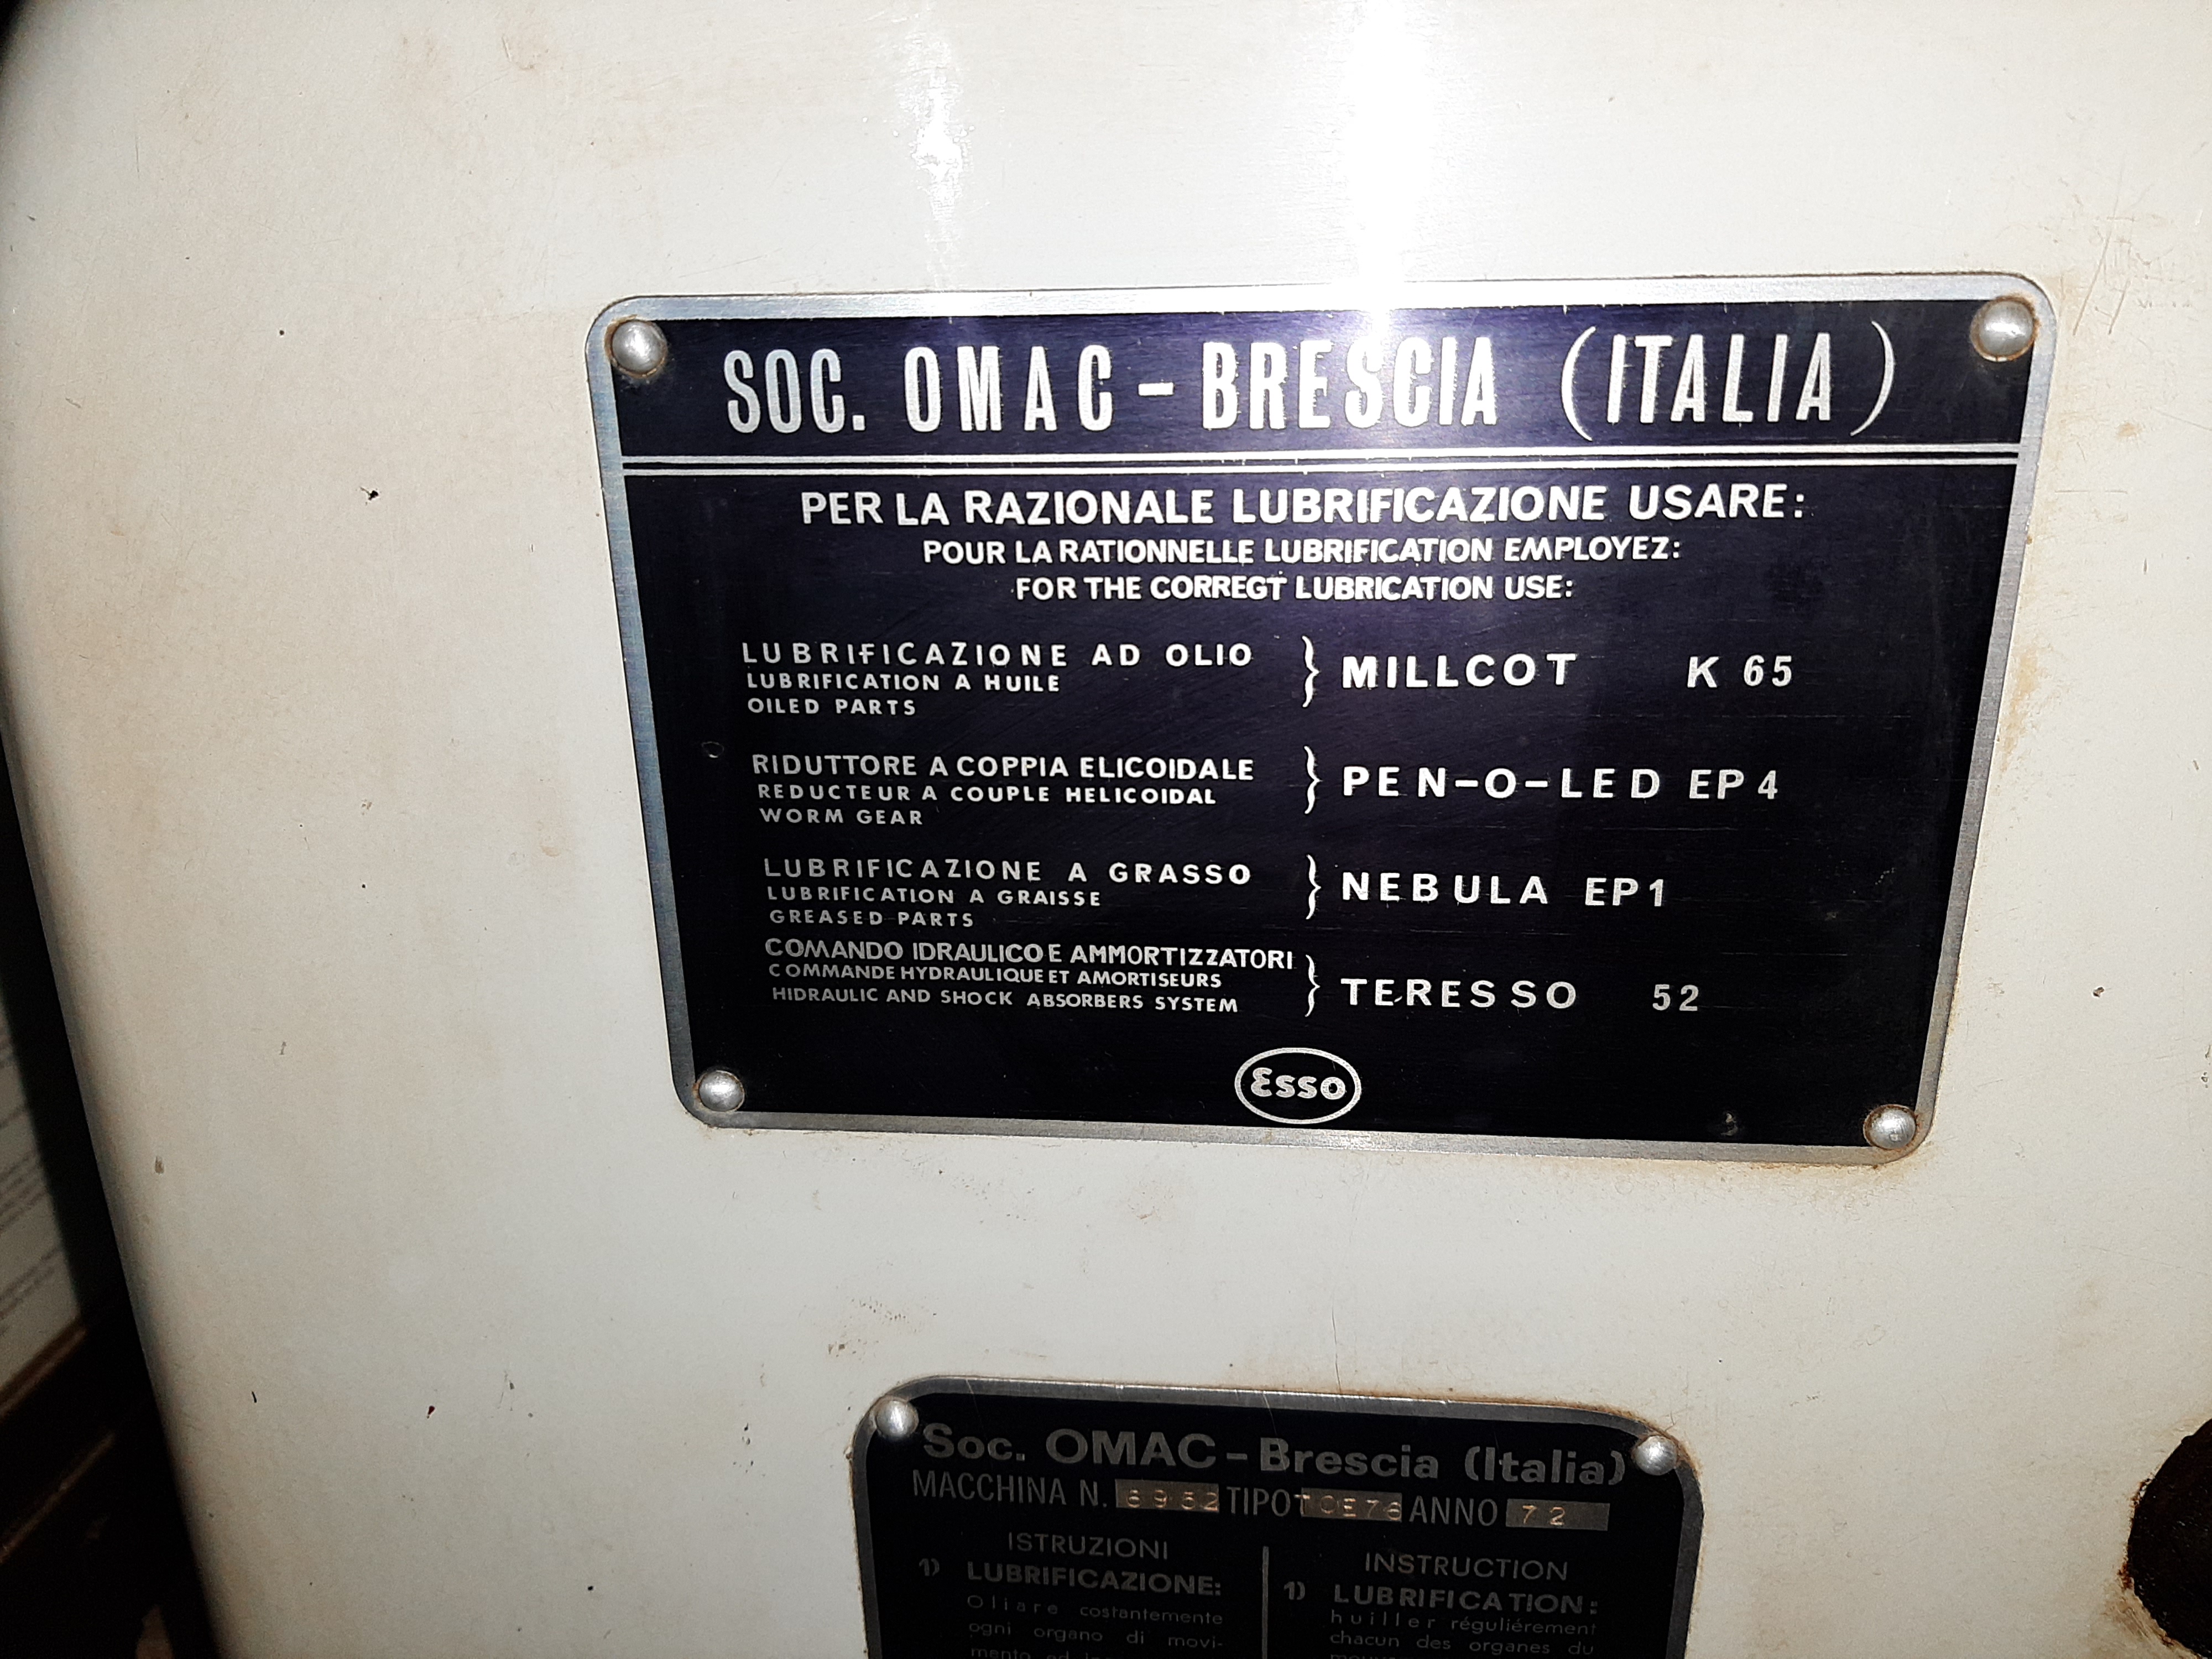 SOC. OMAC - BRESCIA (ITALIA)
PER LA RAZIONALE LUBRIFICAZIONE USARE:
POUR LA RATIONNELLE LUBRIFICATION EMPLOYEZ:
FOR THE CORREGT LUBRICATION USE:
LUBRIFICAZIONE AD OLIO
LUBRIFICATION A HUILE
OILED PARTS
MILLCOT K 65
RIDUTTORE A COPPIA ELICOIDALE
REDUCTEUR A COUPLE HELICOIDAL
WORM GEAR
PEN-O-LED EP 4
LUBRIFICAZIONE A GRASSO
LUBRIFICATION A GRAISSE
GREASED PARTS
NEBULA EP1
COMANDO IDRAULICO E AMMORTIZZATORI
COMMANDE HYDRAULIQUE ET AMORTISEURS
HIDRAULIC AND SHOCK ABSORBERS SYSTEM
TERESSO 52
Esso
Soc. OMAC - Brescia (Italia)
MACCHINA N. TIPO ANNO 72
ISTRUZIONI
1) LUBRIFICAZIONE:
Oliare costantemente
ogni organo di movi-
INSTRUCTION
1) LUBRIFICATION:
huiller réguliérement
chacun des organes du